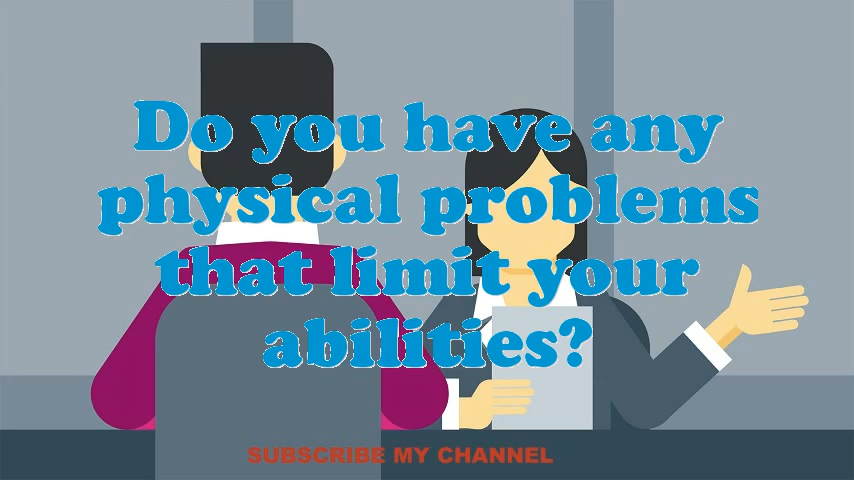 Do you have any
physical problems
that limit your
abilities?
SUBSCRIBE MY CHANNEL